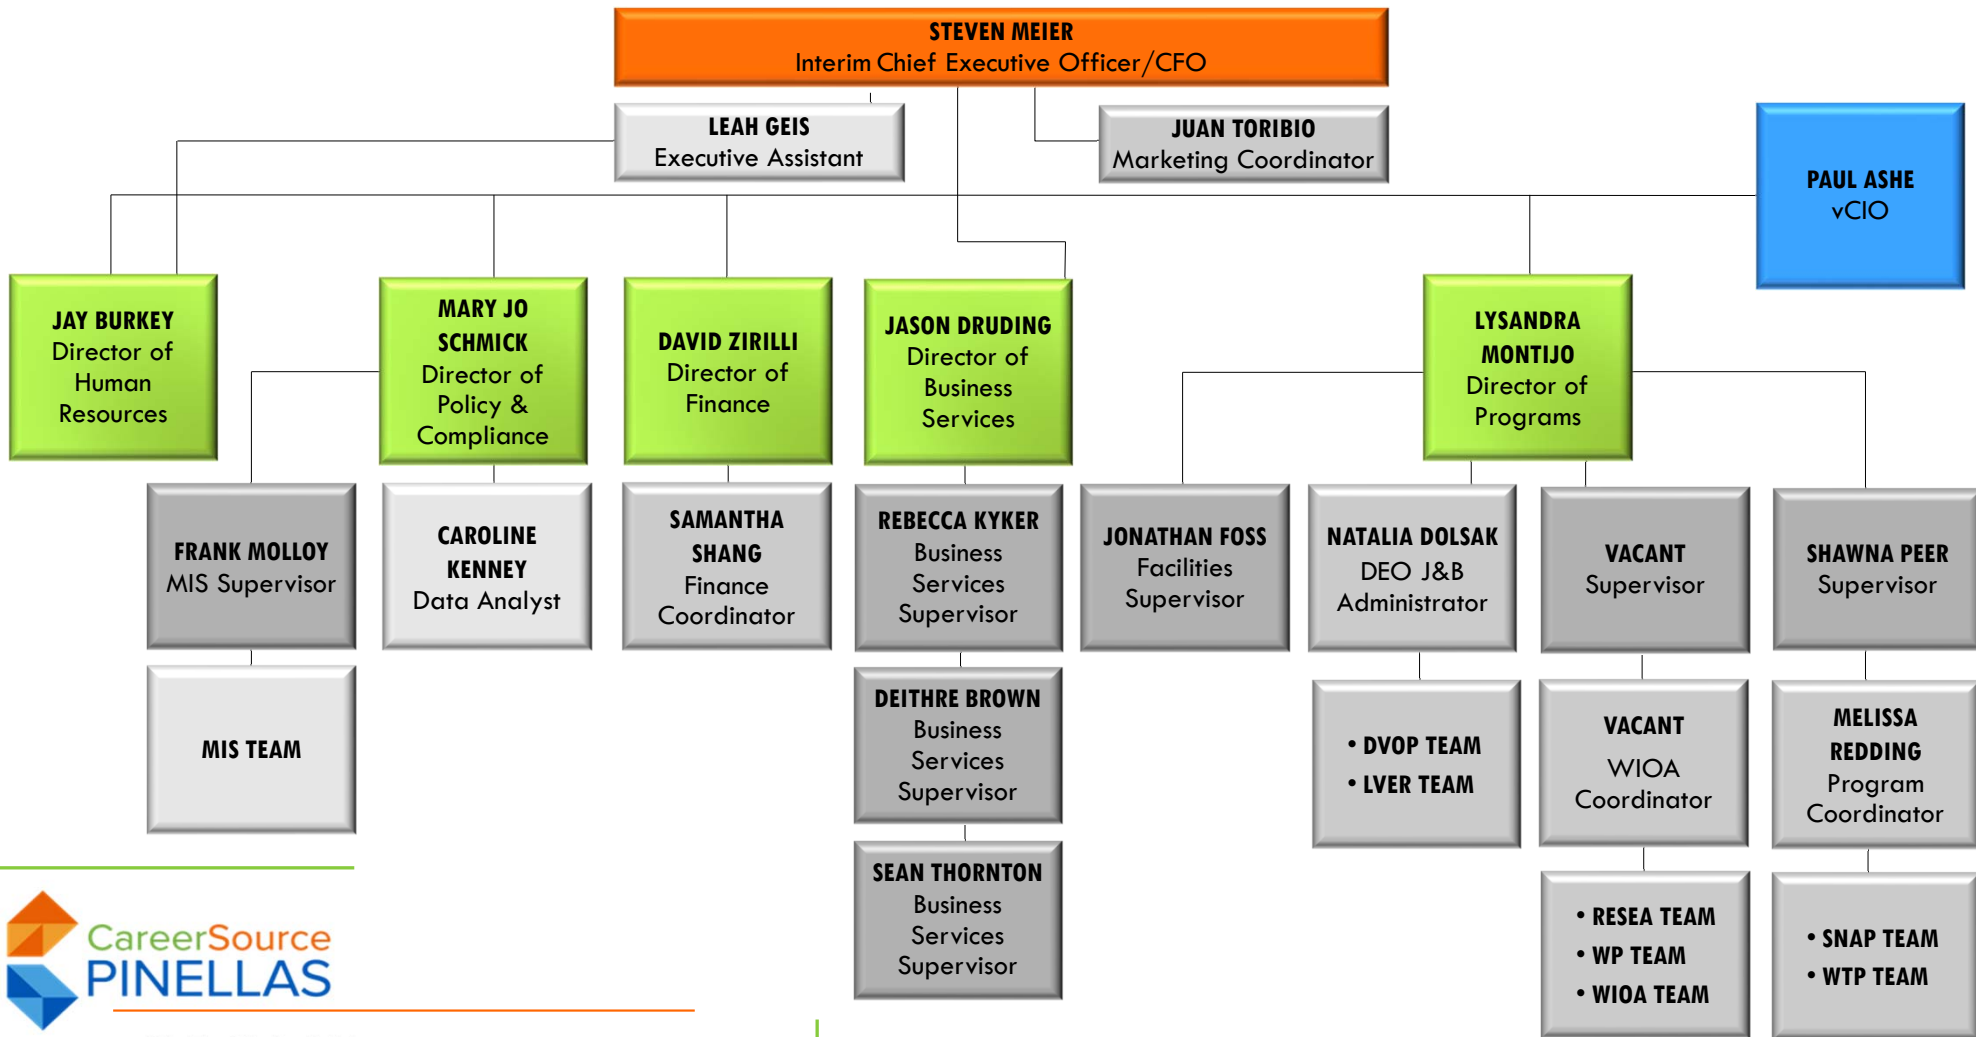 STEVEN MEIER
Interim Chief Executive Officer/CFO
LEAH GEIS
Executive Assistant
JUAN TORIBIO
Marketing Coordinator
PAUL ASHE
vCIO
JAY BURKEY
Director of
Human
Resources
MARY JO
SCHMICK
Director of
Policy &
Compliance
DAVID ZIRILLI
Director of
Finance
JASON DRUDING
Director of
Business
Services
LYSANDRA
MONTIJO
Director of
Programs
FRANK MOLLOY
MIS Supervisor
CAROLINE
KENNEY
Data Analyst
SAMANTHA
SHANG
Finance
Coordinator
REBECCA KYKER
Business
Services
Supervisor
JONATHAN FOSS
Facilities
Supervisor
NATALIA DOLSAK
DEO J&B
Administrator
VACANT
Supervisor
SHAWNA PEER
Supervisor
MIS TEAM
DEITHRE BROWN
Business
Services
Supervisor
• DVOP TEAM
• LVER TEAM
VACANT
WIOA
Coordinator
MELISSA
REDDING
Program
Coordinator
SEAN THORNTON
Business
Services
Supervisor
• RESEA TEAM
• WP TEAM
• WIOA TEAM
• SNAP TEAM
• WTP TEAM
CareerSource
PINELLAS